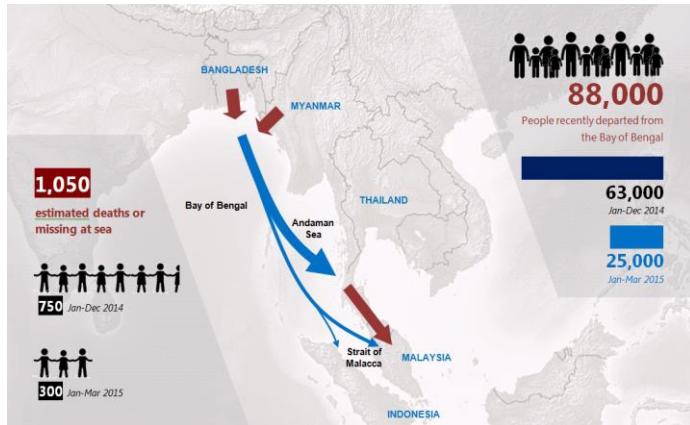 BANGLADESH
MYANMAR
88,000
People recently departed from
the Bay of Bengal
63,000
Jan-Dec 2014
25,000
Jan-Mar 2015
1,050
estimated deaths or
missing at sea
750 Jan-Dec 2014
300 Jan-Mar 2015
Bay of Bengal
Andaman
Sea
THAILAND
Strait of
Malacca
MALAYSIA
INDONESIA